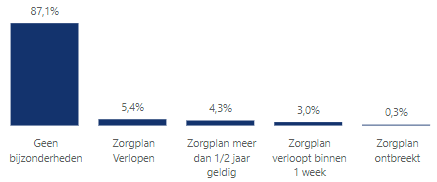 87,1%
5,4%
4,3%
3,0%
0,3%
Geen
bijzonderheden
Zorgplan
Verlopen
Zorgplan meer
dan 1/2 jaar
geldig
Zorgplan
verloopt binnen
1 week
Zorgplan
ontbreekt